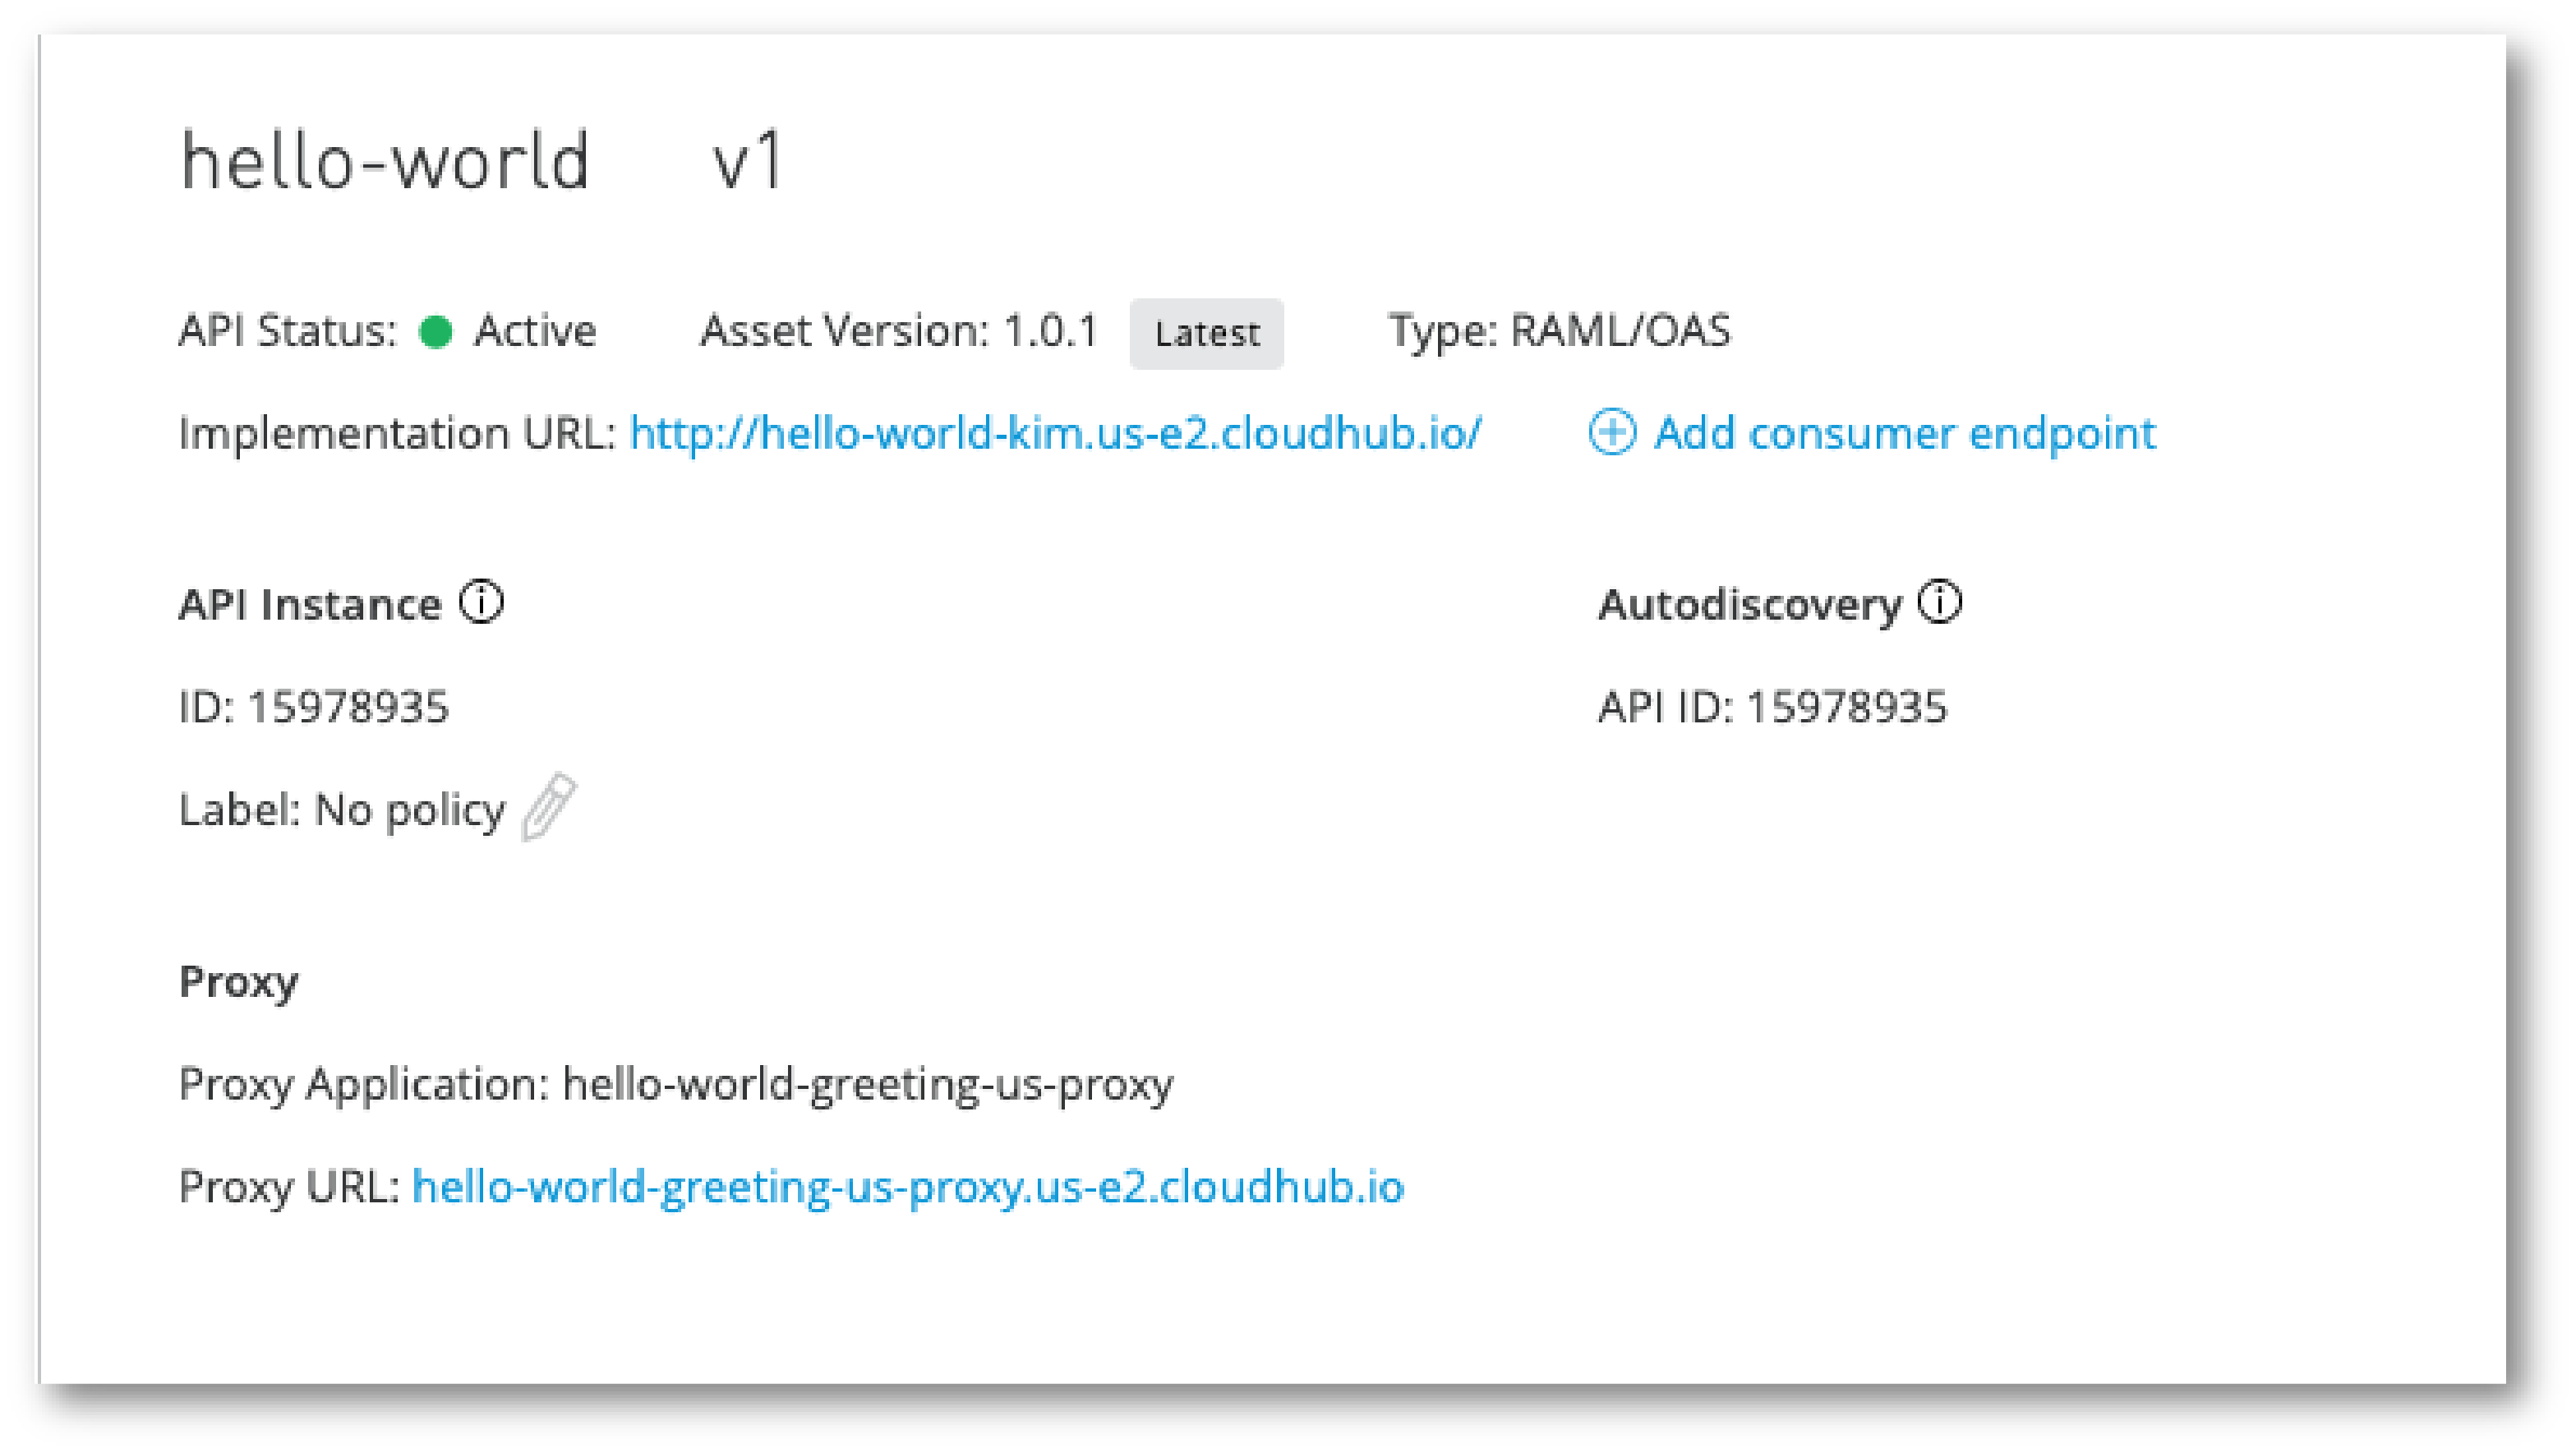 hello-world v1
API Status: Active Asset Version: 1.0.1 Latest Type: RAML/OAS
Implementation URL: http://hello-world-kim.us-e2.cloudhub.io/ Add consumer endpoint
API Instance Autodiscovery
ID: 15978935 API ID: 15978935
Label: No policy
Proxy
Proxy Application: hello-world-greeting-us-proxy
Proxy URL: hello-world-greeting-us-proxy.us-e2.cloudhub.io